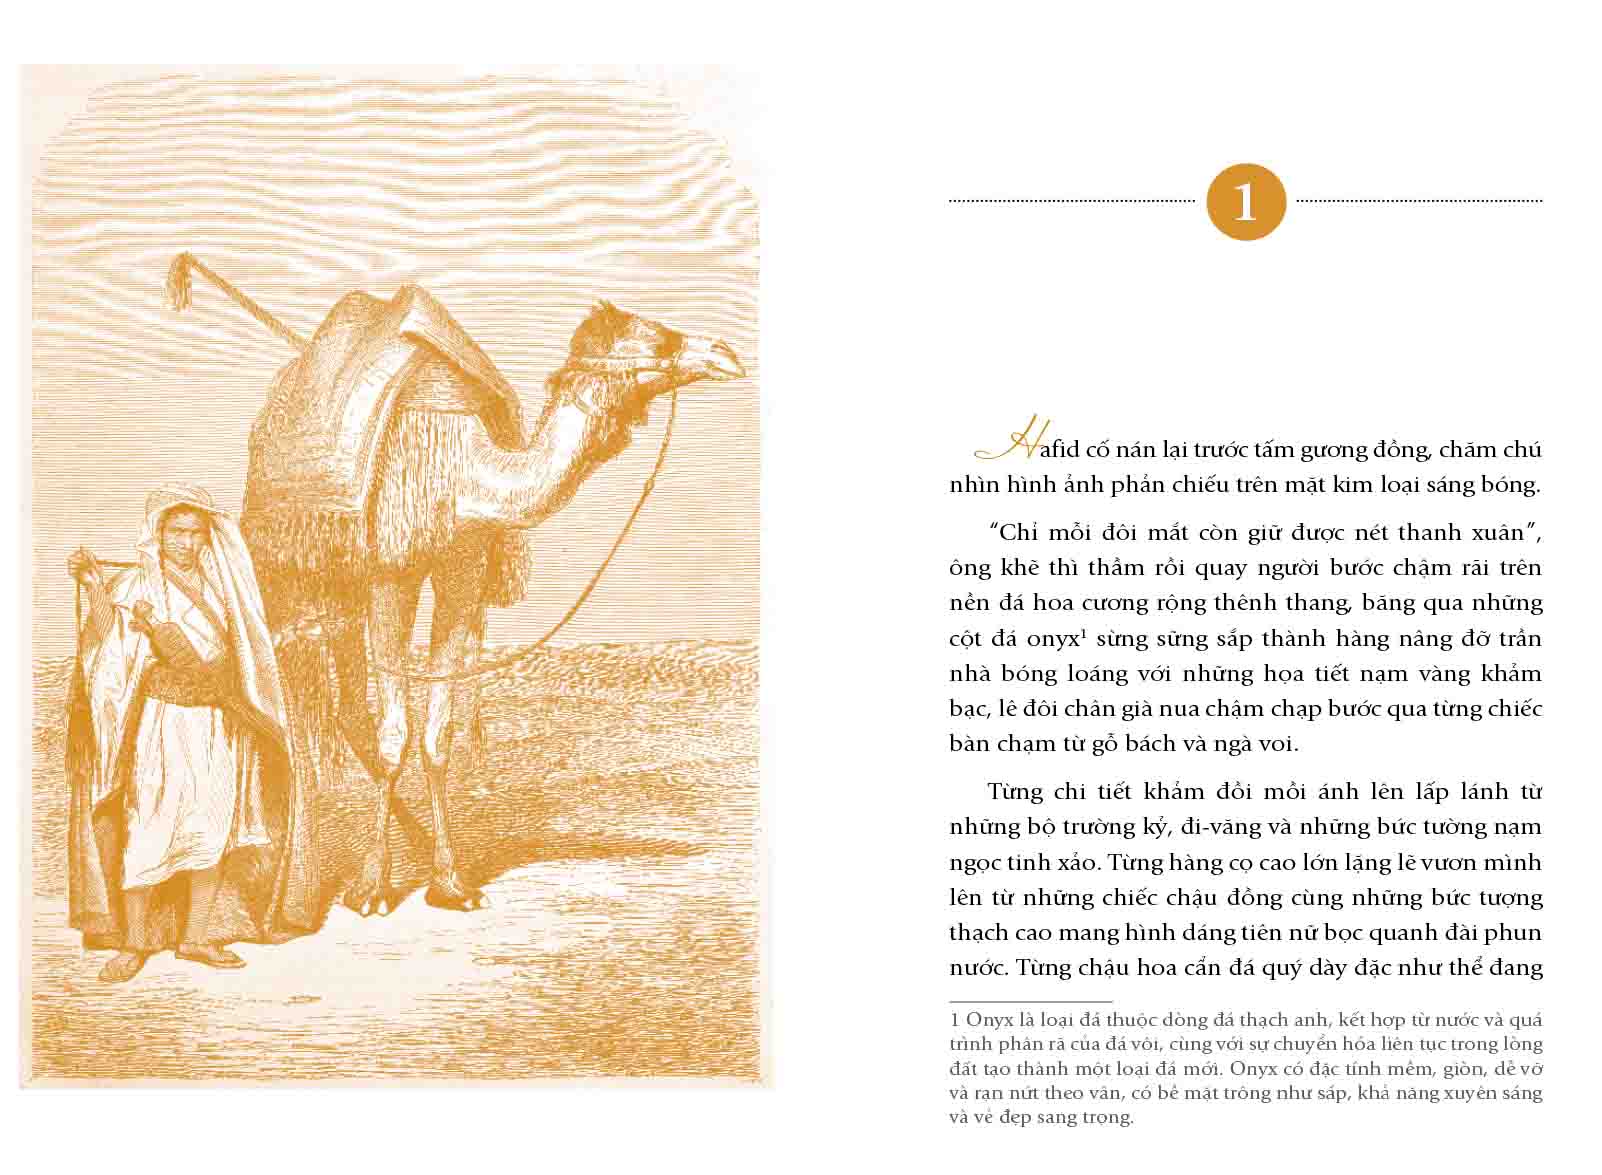 1
Hafid cố nán lại trước tấm gương đồng, chăm chú
nhìn hình ảnh phản chiếu trên mặt kim loại sáng bóng.
“Chỉ mỗi đôi mắt còn giữ được nét thanh xuân”,
ông khẽ thì thầm rồi quay người bước chậm rãi trên
nền đá hoa cương rộng thênh thang, băng qua những
cột đá onyx¹ sừng sững sắp thành hàng nâng đỡ trần
nhà bóng loáng với những họa tiết nạm vàng khảm
bạc, lê đôi chân già nua chậm chạp bước qua từng chiếc
bàn chạm từ gỗ bách và ngà voi.
Từng chi tiết khảm đồi mồi ánh lên lấp lánh từ
những bộ trường kỷ, đi-văng và những bức tường nạm
ngọc tinh xảo. Từng hàng cọ cao lớn lặng lẽ vươn mình
lên từ những chiếc chậu đồng cùng những bức tượng
thạch cao mang hình dáng tiên nữ bọc quanh đài phun
nước. Từng chậu hoa cẩn đá quý dày đặc như thể đang
1 Onyx là loại đá thuộc dòng đá thạch anh, kết hợp từ nước và quá
trình phân rã của đá vôi, cùng với sự chuyển hóa liên tục trong lòng
đất tạo thành một loại đá mới. Onyx có đặc tính mềm, giòn, dễ vỡ
và rạn nứt theo vân, có bề mặt trông như sáp, khả năng xuyên sáng
và vẻ đẹp sang trọng.